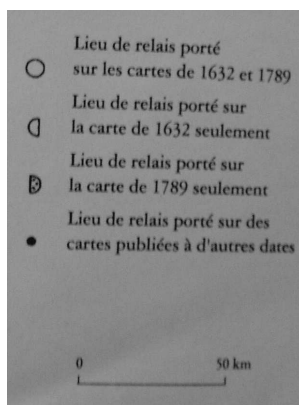 Lieu de relais porté
sur les cartes de 1632 et 1789
Lieu de relais porté sur
la carte de 1632 seulement
Lieu de relais porté sur
la carte de 1789 seulement
Lieu de relais porté sur des
cartes publiées à d'autres dates
0 50 km